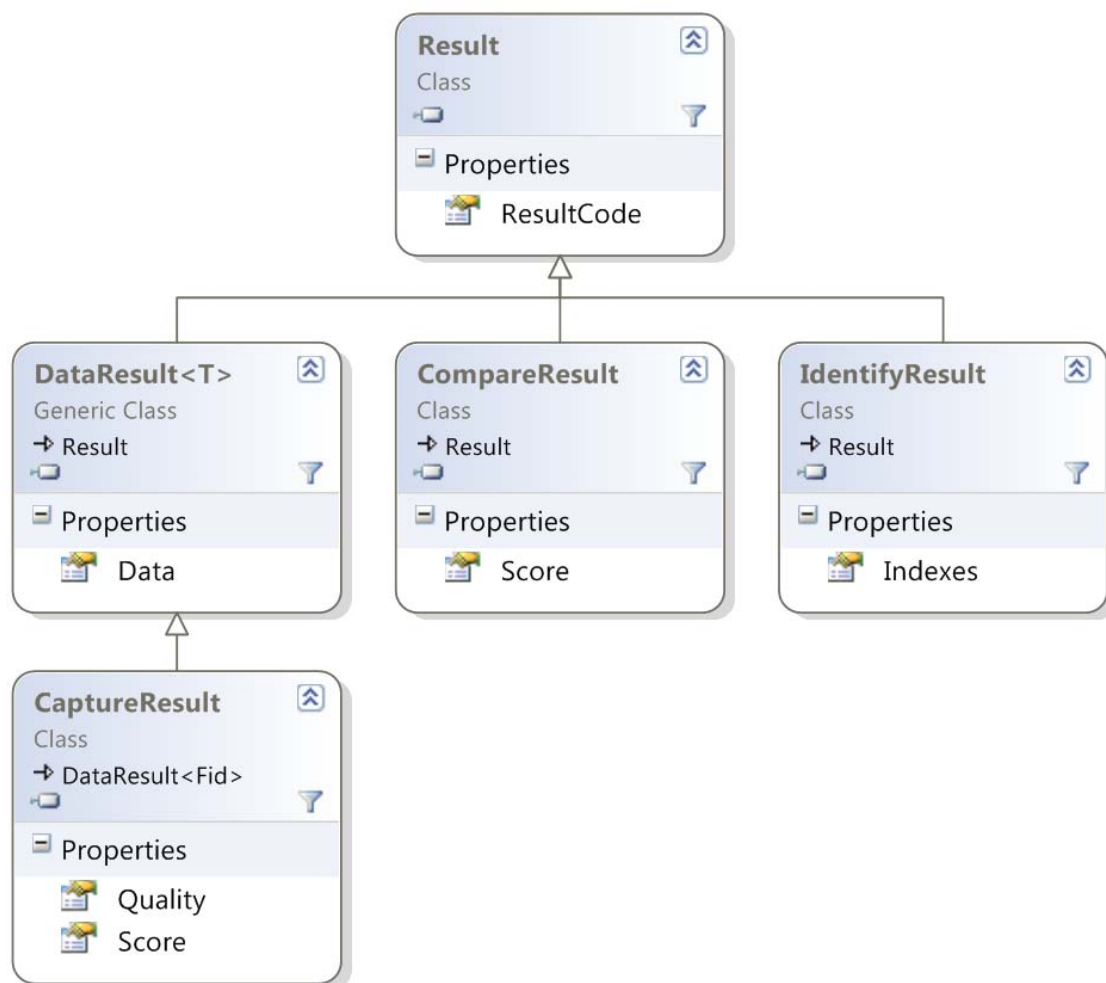 Result
Class
Properties
ResultCode
DataResult<T>
Generic Class
Result
Properties
Data
CompareResult
Class
Result
Properties
Score
IdentifyResult
Class
Result
Properties
Indexes
CaptureResult
Class
DataResult<Fid>
Properties
Quality
Score